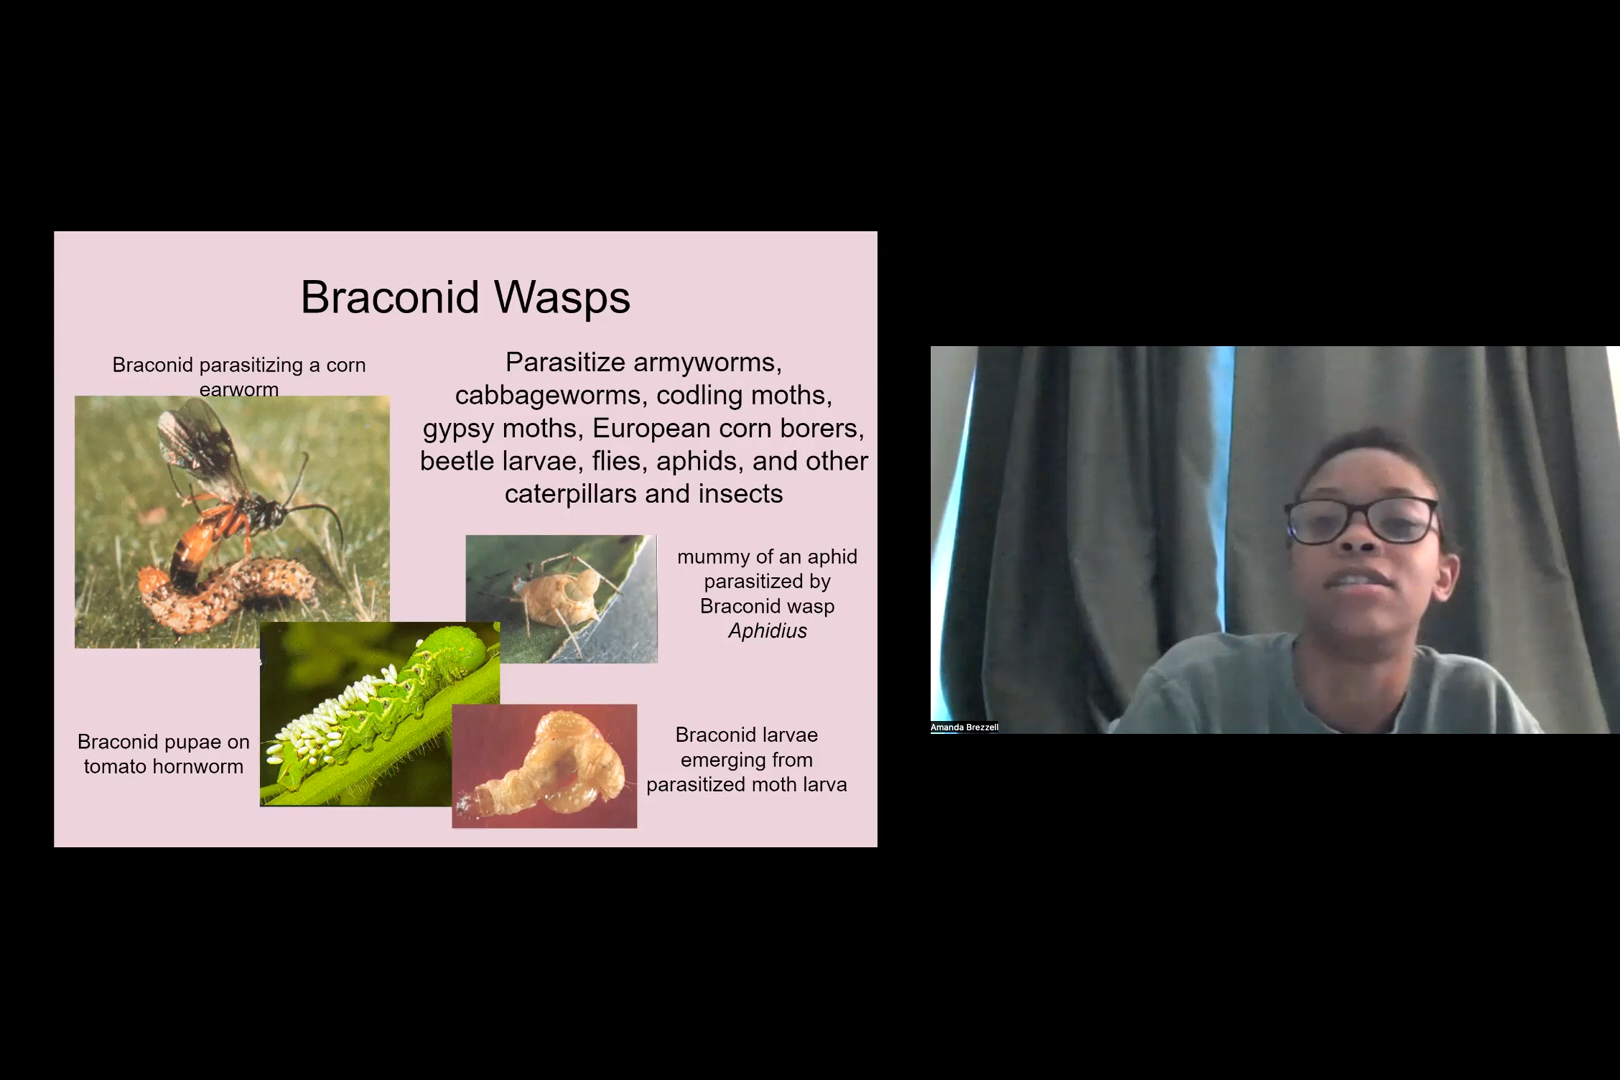 Braconid Wasps
Braconid parasitizing a corn
earworm
Parasitize armyworms,
cabbageworms, codling moths,
gypsy moths, European corn borers,
beetle larvae, flies, aphids, and other
caterpillars and insects
mummy of an aphid
parasitized by
Braconid wasp
Aphidius
Braconid pupae on
tomato hornworm
Braconid larvae
emerging from
parasitized moth larva
Amanda Brezzell